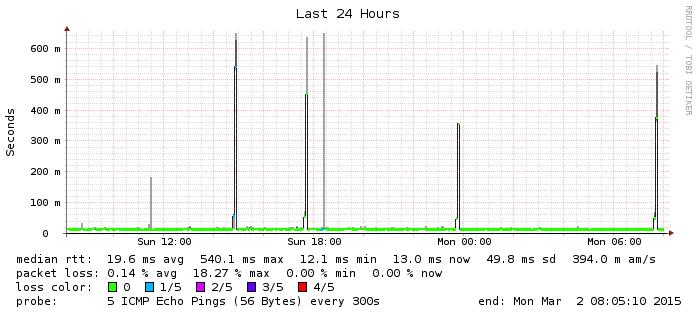 Last 24 Hours
RRDTOOL / TOBI OETIKER
Seconds
600 m
500 m
400 m
300 m
200 m
100 m
0
Sun 12:00 Sun 18:00 Mon 00:00 Mon 06:00
median rtt: 19.6 ms avg 540.1 ms max 12.1 ms min 13.0 ms now 49.8 ms sd 394.0 m am/s
packet loss: 0.14 % avg 18.27 % max 0.00 % min 0.00 % now
loss color: 0 1/5 2/5 3/5 4/5
probe: 5 ICMP Echo Pings (56 Bytes) every 300s end: Mon Mar 2 08:05:10 2015